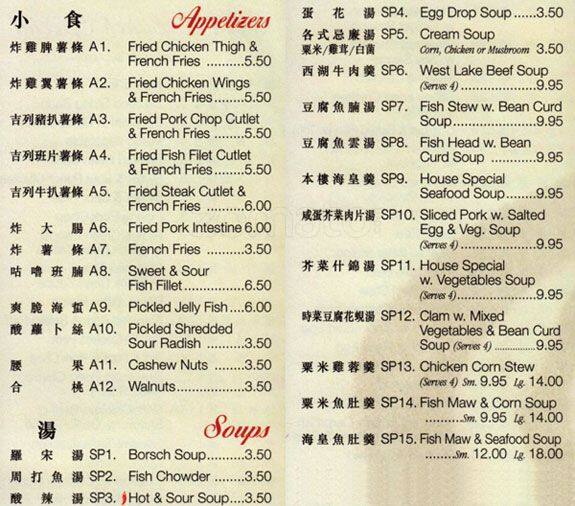 小食 Appetizers
炸雞脾薯條 A1. Fried Chicken Thigh &
French Fries ..........5.50
炸雞翼薯條 A2. Fried Chicken Wings
& French Fries........5.50
吉列豬扒薯條 A3. Fried Pork Chop Cutlet
& French Fries........5.50
吉列班片薯條 A4. Fried Fish Filet Cutlet
& French Fries........5.50
吉列牛扒薯條 A5. Fried Steak Cutlet &
French Fries ..........6.00
炸大腸 A6. Fried Pork Intestine 6.00
炸薯條 A7. French Fries ..........3.50
咕嚕班腩 A8. Sweet & Sour
Fish Fillet...............6.50
爽脆海蜇 A9. Pickled Jelly Fish....6.00
酸蘿卜絲 A10. Pickled Shredded
Sour Radish ..........3.50
腰果 A11. Cashew Nuts ........3.50
合桃 A12. Walnuts.................3.50
湯 Soups
羅宋湯 SP1. Borsch Soup..........3.50
周打魚湯 SP2. Fish Chowder .........3.50
酸辣湯 SP3. Hot & Sour Soup....3.50
蛋花湯 SP4. Egg Drop Soup ......3.50
各式忌廉湯 SP5. Cream Soup
粟米/雞茸/白菌 Corn, Chicken or Mushroom 3.50
西湖牛肉羹 SP6. West Lake Beef Soup
(Serves 4) .................9.95
豆腐魚腩湯 SP7. Fish Stew w. Bean Curd
Soup.....................9.95
豆腐魚雲湯 SP8. Fish Head w. Bean
Curd Soup ............9.95
本樓海皇羹 SP9. House Special
Seafood Soup.........9.95
咸蛋芥菜肉片湯 SP10. Sliced Pork w. Salted
Egg & Veg. Soup
(Serves 4) .................9.95
芥菜什錦湯 SP11. House Special
w. Vegetables Soup
(Serves 4)..................9.95
時菜豆腐花蜆湯 SP12. Clam w. Mixed
Vegetables & Bean Curd
Soup (Serves 4) .................9.95
粟米雞蓉羹 SP13. Chicken Corn Stew
(Serves 4) Sm. 9.95 Lg. 14.00
粟米魚肚羹 SP14. Fish Maw & Corn Soup
.........Sm. 9.95 Lg. 14.00
海皇魚肚羹 SP15. Fish Maw & Seafood Soup
........Sm. 12.00 Lg. 18.00